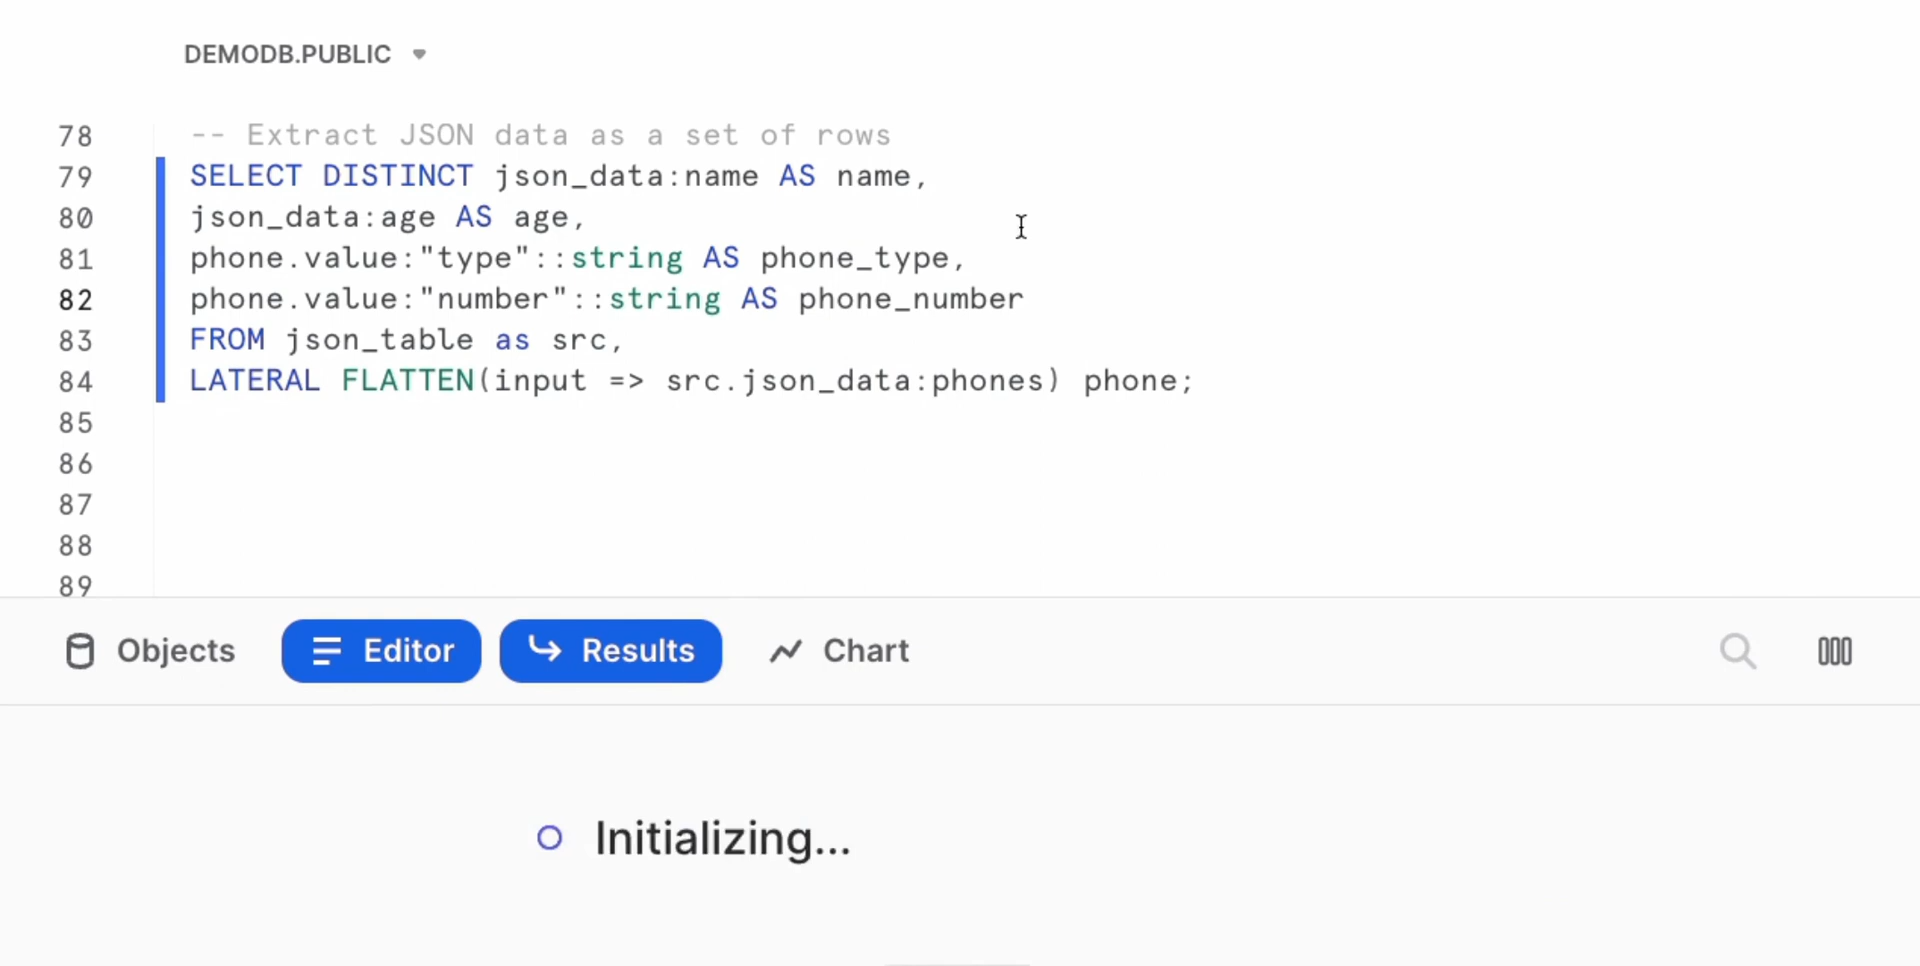 DEMODB.PUBLIC
78 -- Extract JSON data as a set of rows
79 SELECT DISTINCT json_data:name AS name,
80 json_data:age AS age,
81 phone.value:"type"::string AS phone_type,
82 phone.value:"number"::string AS phone_number
83 FROM json_table as src,
84 LATERAL FLATTEN(input => src.json_data:phones) phone;
85
86
87
88
89
Objects Editor Results Chart
Initializing...